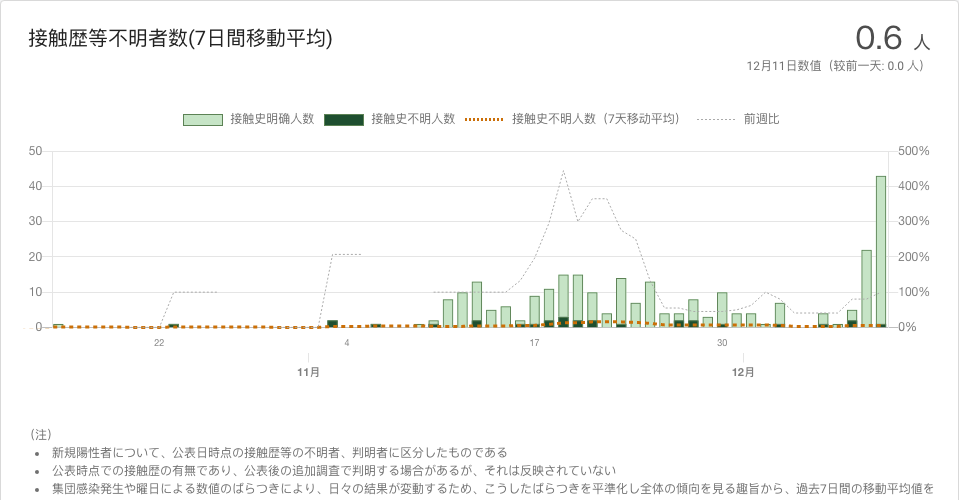 接触歴等不明者数(7日間移動平均)
0.6 人
12月11日数值（较前一天: 0.0 人）
接触史明确人数 接触史不明人数 接触史不明人数（7天移动平均） 前週比
50 500%
40 400%
30 300%
20 200%
10 100%
0 0%
22 4 17 30
11月 12月
（注）
• 新規陽性者について、公表日時点の接触歴等の不明者、判明者に区分したものである
• 公表時点での接触歴の有無であり、公表後の追加調査で判明する場合があるが、それは反映されていない
• 集団感染発生や曜日による数値のばらつきにより、日々の結果が変動するため、こうしたばらつきを平準化し全体の傾向を見る趣旨から、過去7日間の移動平均値を